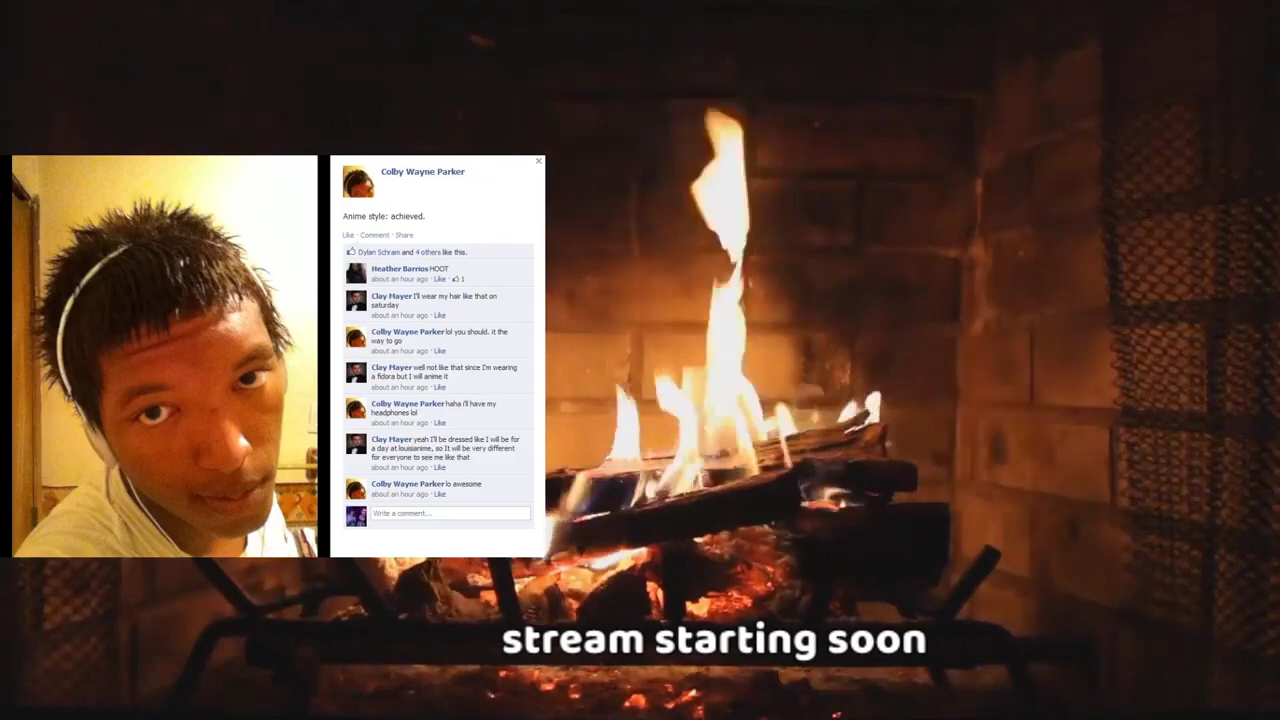 Colby Wayne Parker
Anime style: achieved.
Like · Comment · Share
Dylan Schram and 4 others like this.
Heather Barrios HOOT
about an hour ago · Like · 1
Clay Mayer I'll wear my hair like that on
saturday
about an hour ago · Like
Colby Wayne Parker lol you should. it the
way to go
about an hour ago · Like
Clay Mayer well not like that since I'm wearing
a fidora but I will anime it
about an hour ago · Like
Colby Wayne Parker haha i'll have my
headphones lol
about an hour ago · Like
Clay Mayer yeah I'll be dressed like I will be for
a day at louisianime, so It will be very different
for everyone to see me like that
about an hour ago · Like
Colby Wayne Parker lo awesome
about an hour ago · Like
Write a comment...
stream starting soon